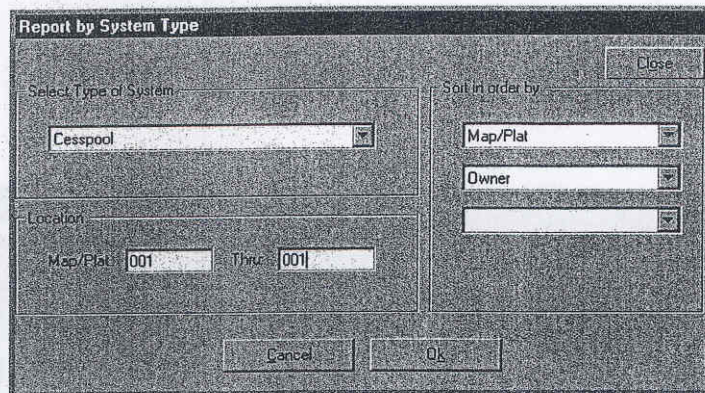 Report by System Type
Close
Select Type of System
Cesspool
Sort in order by
Map/Plat
Owner
Location
Map/Plat: 001 Thru: 001
Cancel Ok